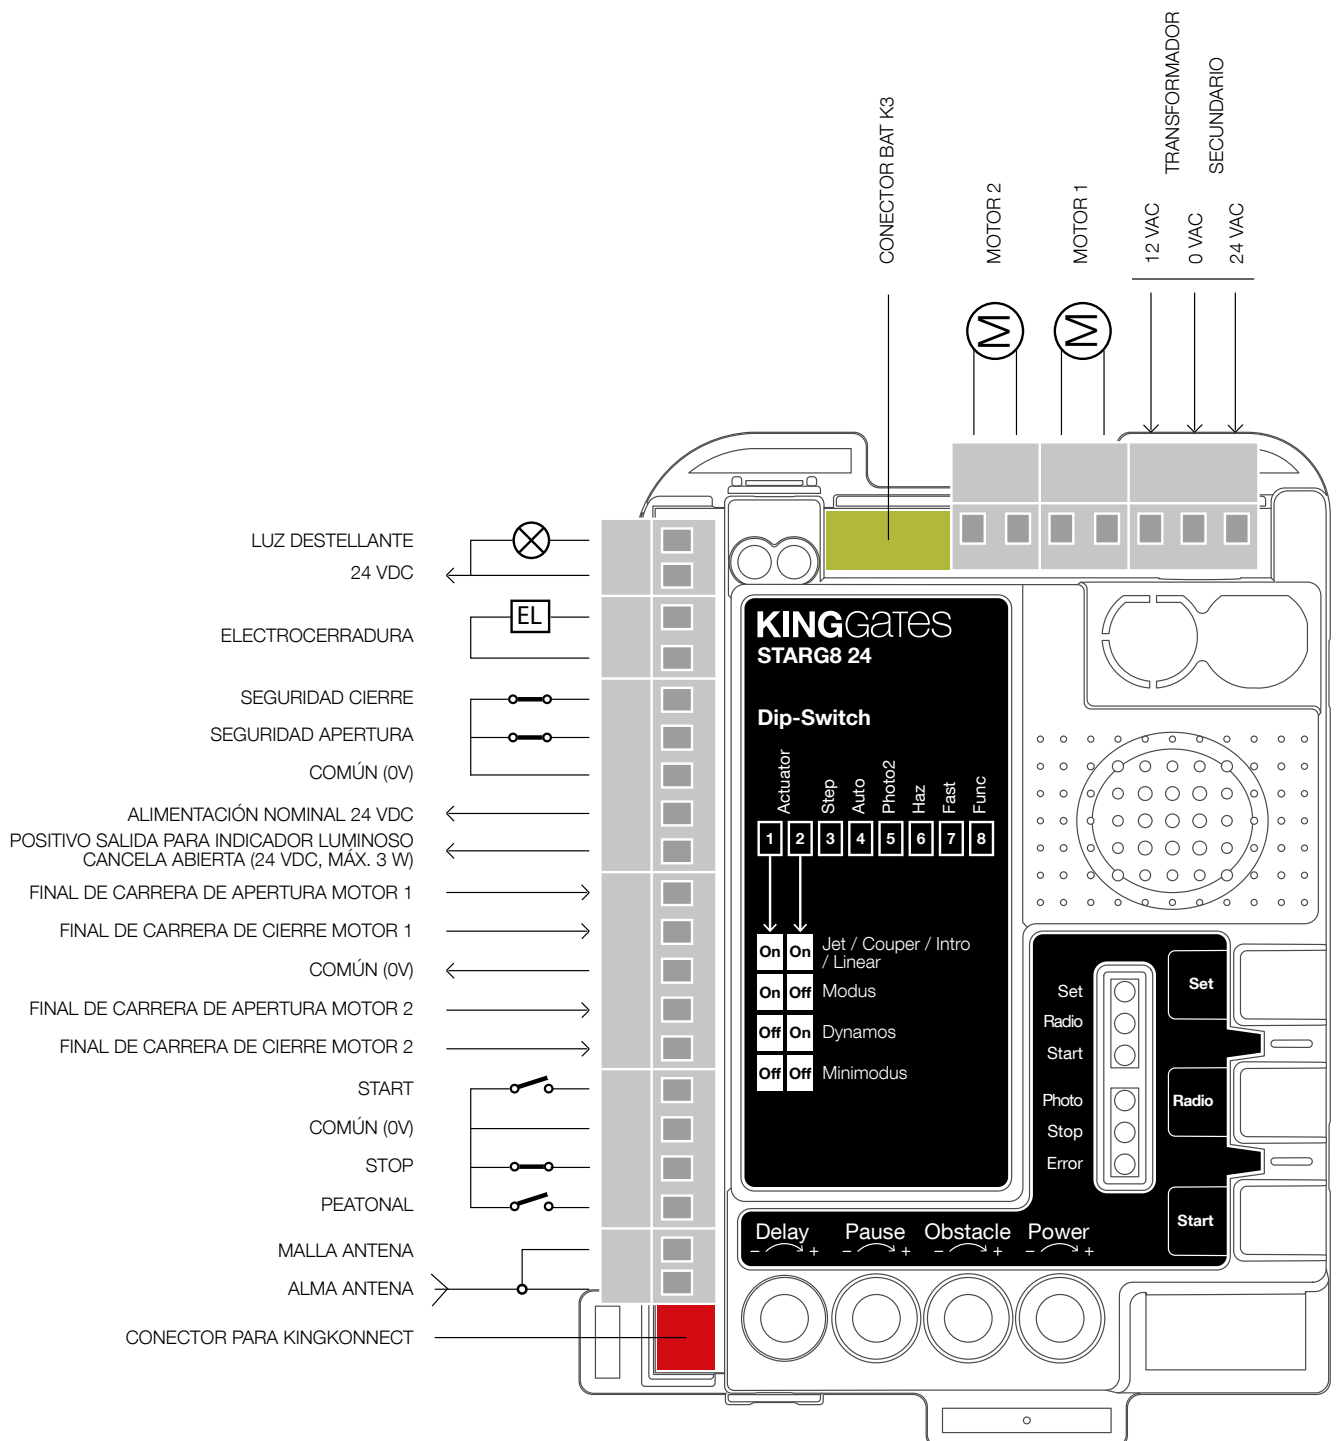 TRANSFORMADOR
SECUNDARIO
CONECTOR BAT K3
MOTOR 2
MOTOR 1
12 VAC
0 VAC
24 VAC
M
M
LUZ DESTELLANTE
24 VDC
ELECTROCERRADURA
EL
SEGURIDAD CIERRE
SEGURIDAD APERTURA
COMÚN (0V)
ALIMENTACIÓN NOMINAL 24 VDC
POSITIVO SALIDA PARA INDICADOR LUMINOSO
CANCELA ABIERTA (24 VDC, MÁX. 3 W)
FINAL DE CARRERA DE APERTURA MOTOR 1
FINAL DE CARRERA DE CIERRE MOTOR 1
COMÚN (0V)
FINAL DE CARRERA DE APERTURA MOTOR 2
FINAL DE CARRERA DE CIERRE MOTOR 2
START
COMÚN (0V)
STOP
PEATONAL
MALLA ANTENA
ALMA ANTENA
CONECTOR PARA KINGKONNECT
KINGGATES
STARG8 24
Dip-Switch
Actuator
Step
Auto
Photo2
Haz
Fast
Func
1 2 3 4 5 6 7 8
On On Jet / Couper / Intro
/ Linear
On Off Modus
Off On Dynamos
Off Off Minimodus
Set
Radio
Start
Photo
Stop
Error
Set
Radio
Start
Delay Pause Obstacle Power
- + - + - + - +